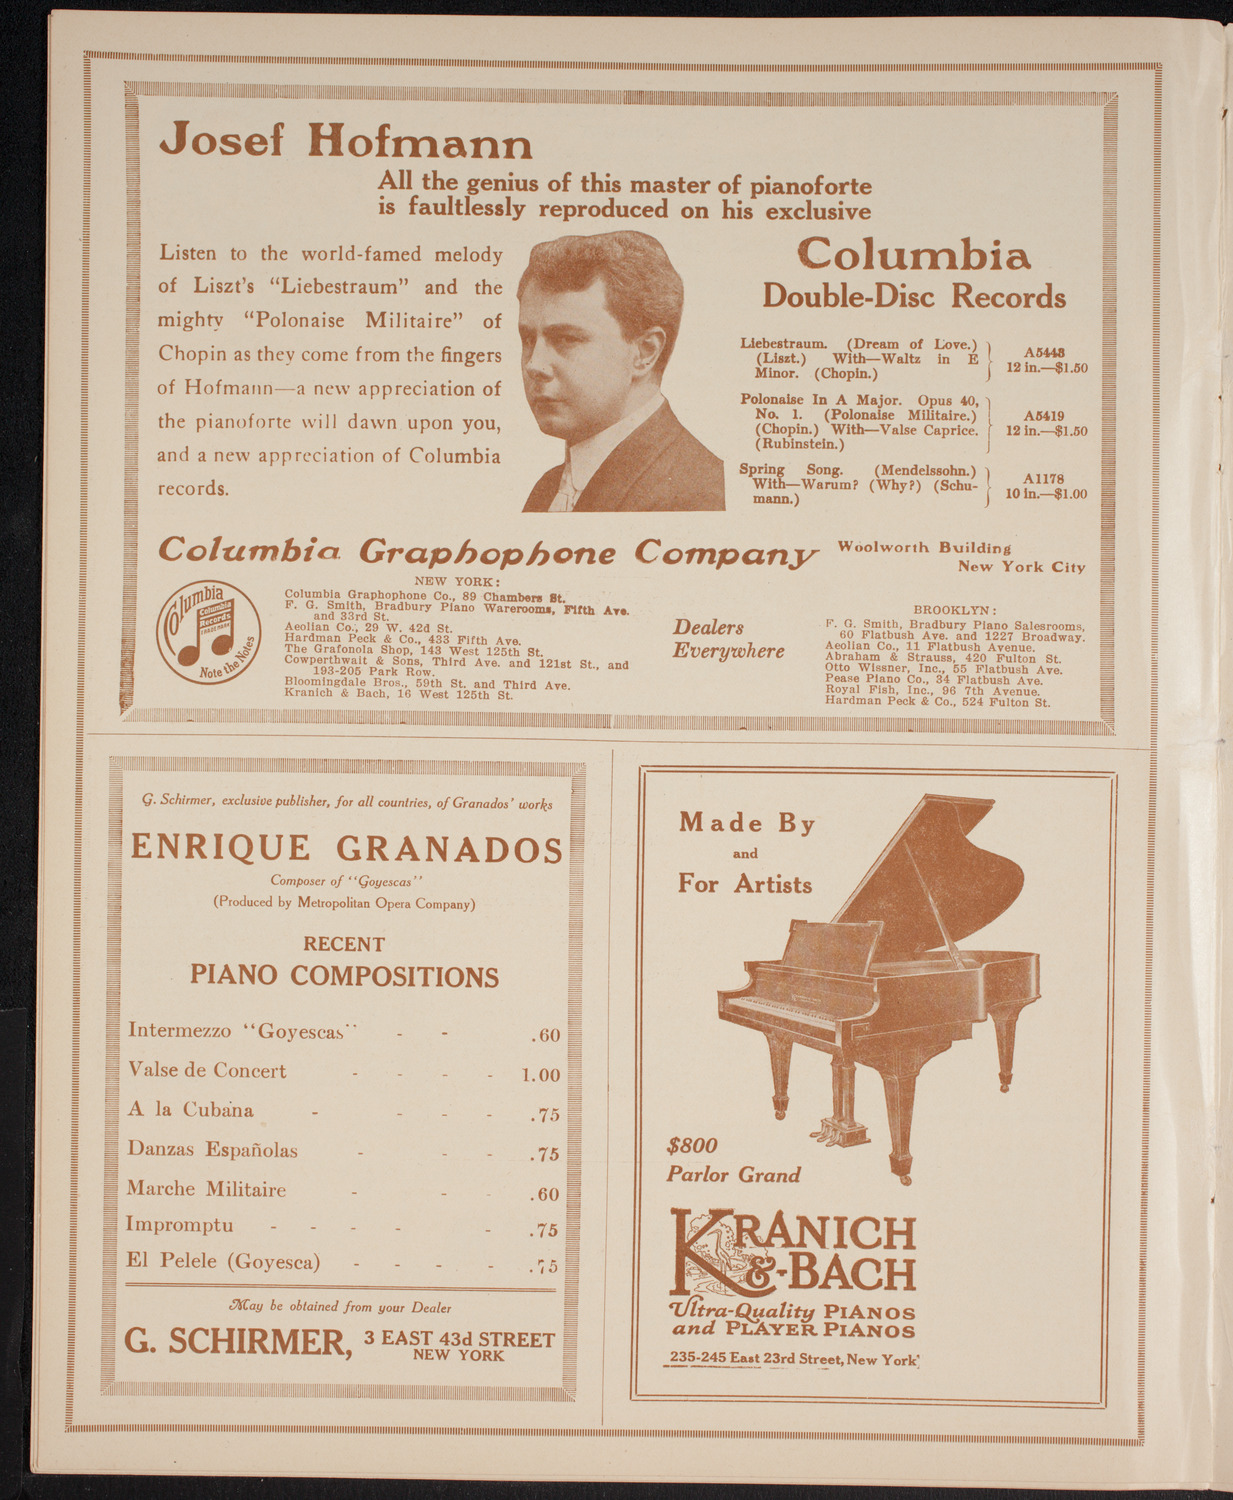 Josef Hofmann
All the genius of this master of pianoforte
is faultlessly reproduced on his exclusive
Listen to the world-famed melody
of Liszt's "Liebestraum" and the
mighty "Polonaise Militaire" of
Chopin as they come from the fingers
of Hofmann—a new appreciation of
the pianoforte will dawn upon you,
and a new appreciation of Columbia
records.
Columbia
Double-Disc Records
Liebestraum. (Dream of Love.)
(Liszt.) With—Waltz in E
Minor. (Chopin.)
A5448
12 in.—$1.50
Polonaise In A Major. Opus 40,
No. 1. (Polonaise Militaire.)
(Chopin.) With—Valse Caprice.
(Rubinstein.)
A5419
12 in.—$1.50
Spring Song. (Mendelssohn.)
With—Warum? (Why?) (Schu-
mann.)
A1178
10 in.—$1.00
Columbia Graphophone Company
Woolworth Building
New York City
Columbia
Columbia
Records
TRADE MARK
Note the Notes
NEW YORK:
Columbia Graphophone Co., 89 Chambers St.
F. G. Smith, Bradbury Piano Warerooms, Fifth Ave.
and 33rd St.
Aeolian Co., 29 W. 42d St.
Hardman Peck & Co., 433 Fifth Ave.
The Grafonola Shop, 143 West 125th St.
Cowperthwait & Sons, Third Ave. and 121st St., and
193-205 Park Row.
Bloomingdale Bros., 59th St. and Third Ave.
Kranich & Bach, 16 West 125th St.
Dealers
Everywhere
BROOKLYN:
F. G. Smith, Bradbury Piano Salesrooms,
60 Flatbush Ave. and 1227 Broadway.
Aeolian Co., 11 Flatbush Avenue.
Abraham & Strauss, 420 Fulton St.
Otto Wissner, Inc., 55 Flatbush Ave.
Pease Piano Co., 34 Flatbush Ave.
Royal Fish, Inc., 96 7th Avenue.
Hardman Peck & Co., 524 Fulton St.
G. Schirmer, exclusive publisher, for all countries, of Granados' works
ENRIQUE GRANADOS
Composer of "Goyescas"
(Produced by Metropolitan Opera Company)
RECENT
PIANO COMPOSITIONS
Intermezzo "Goyescas" - - .60
Valse de Concert - - - - 1.00
A la Cubana - - - - .75
Danzas Españolas - - - .75
Marche Militaire - - - .60
Impromptu - - - - - .75
El Pelele (Goyesca) - - - - .75
May be obtained from your Dealer
G. SCHIRMER, 3 EAST 43d STREET
NEW YORK
Made By
and
For Artists
$800
Parlor Grand
KRANICH
&-BACH
Ultra-Quality PIANOS
and PLAYER PIANOS
235-245 East 23rd Street, New York